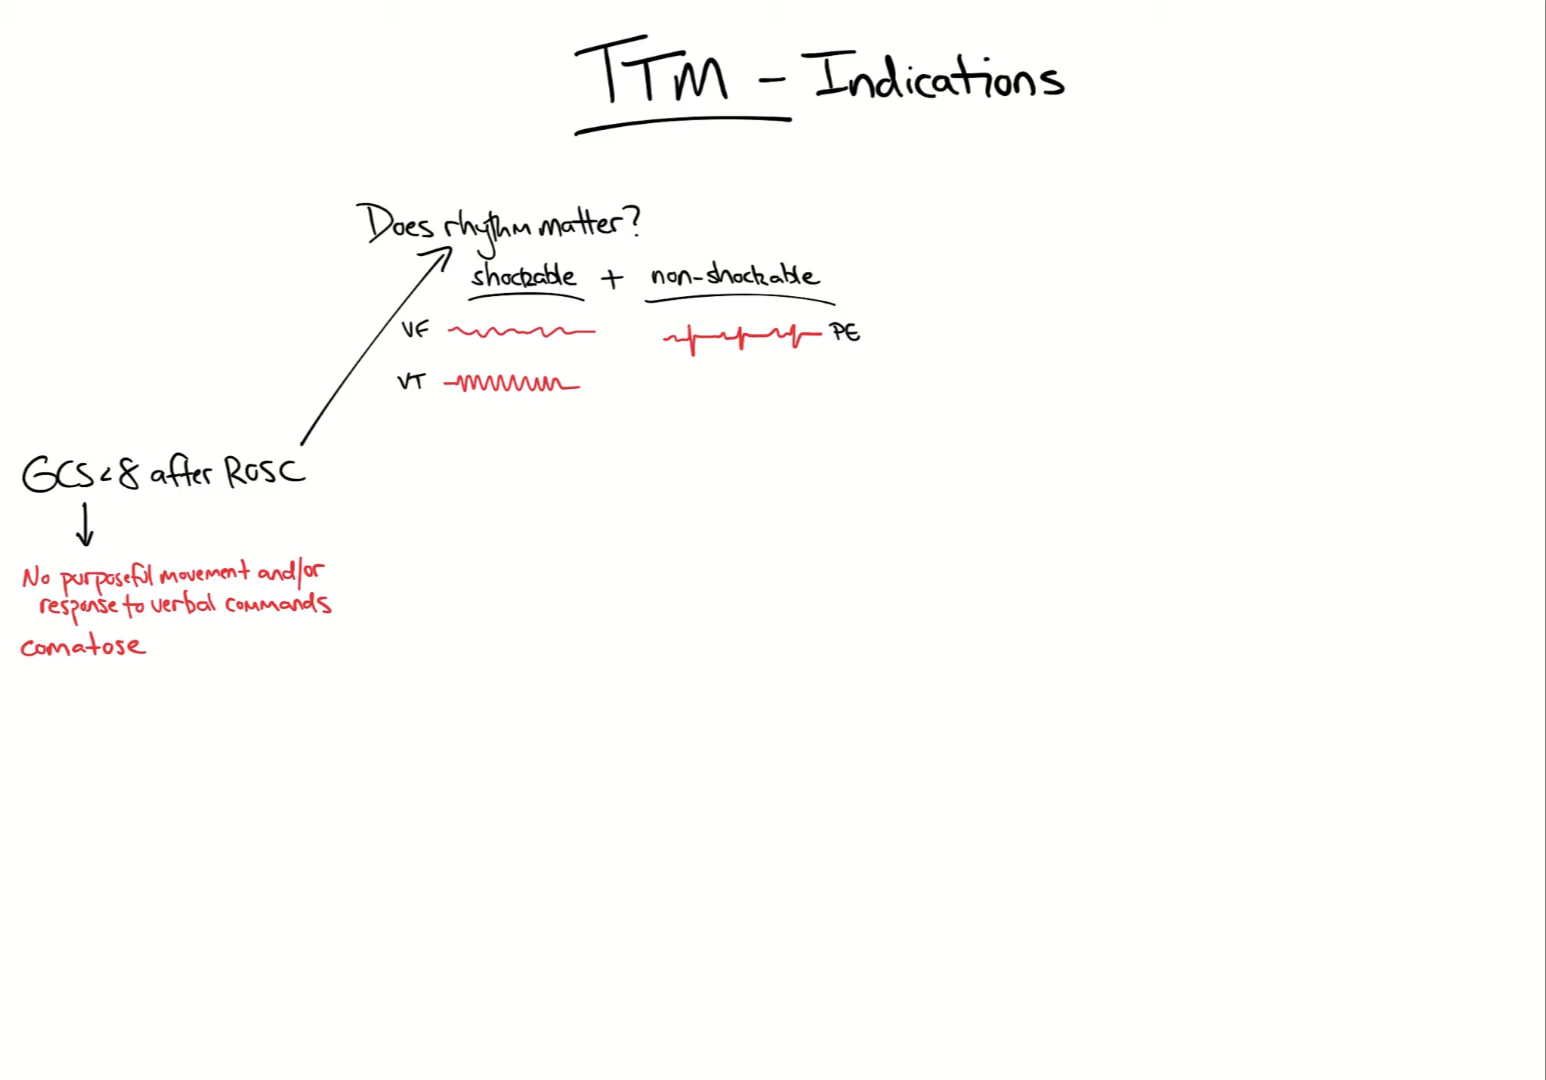 TTM - Indications
Does rhythm matter?
shockable + non-shockable
VF
PE
VT
GCS<8 after ROSC
No purposeful movement and/or
response to verbal commands
comatose